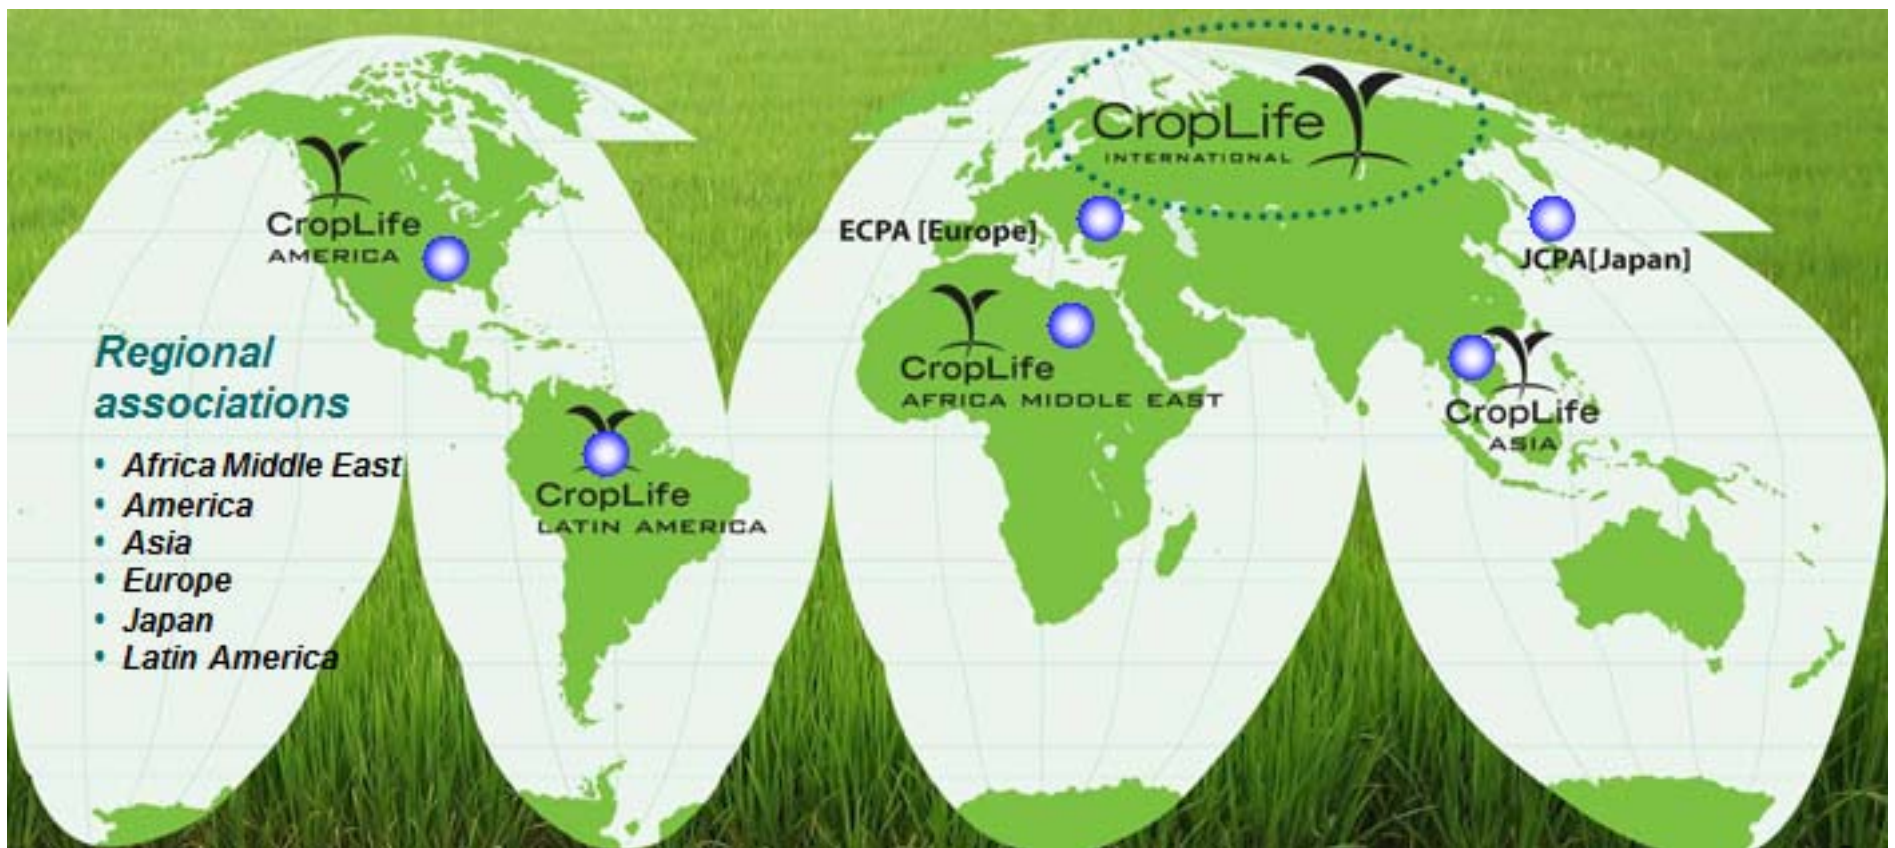 CropLife
INTERNATIONAL
CropLife
AMERICA
ECPA [Europe]
JCPA[Japan]
CropLife
AFRICA MIDDLE EAST
CropLife
ASIA
CropLife
LATIN AMERICA
Regional
associations
• Africa Middle East
• America
• Asia
• Europe
• Japan
• Latin America